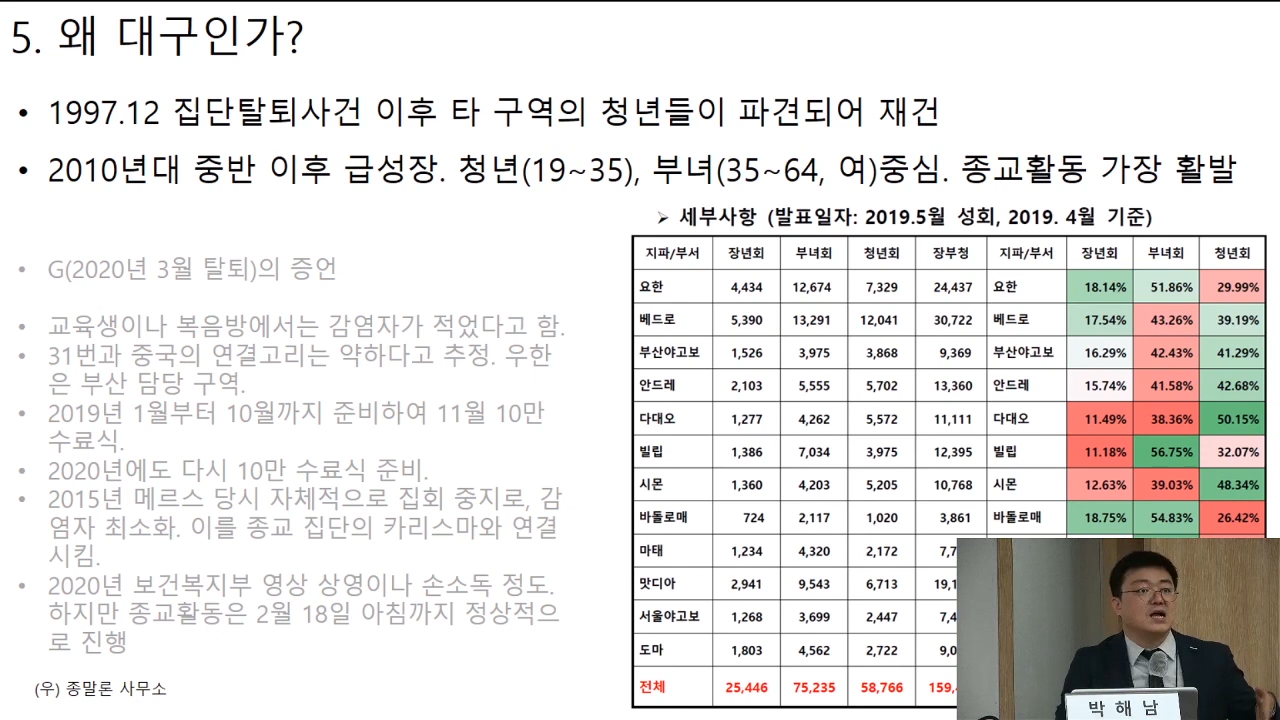 5. 왜 대구인가?
• 1997.12 집단탈퇴사건 이후 타 구역의 청년들이 파견되어 재건
• 2010년대 중반 이후 급성장. 청년(19~35), 부녀(35~64, 여)중심. 종교활동 가장 활발
• G(2020년 3월 탈퇴)의 증언
• 교육생이나 복음방에서는 감염자가 적었다고 함.
• 31번과 중국의 연결고리는 약하다고 추정. 우한
은 부산 담당 구역.
• 2019년 1월부터 10월까지 준비하여 11월 10만
수료식.
• 2020년에도 다시 10만 수료식 준비.
• 2015년 메르스 당시 자체적으로 집회 중지로, 감
염자 최소화. 이를 종교 집단의 카리스마와 연결
시킴.
• 2020년 보건복지부 영상 상영이나 손소독 정도.
하지만 종교활동은 2월 18일 아침까지 정상적으
로 진행
(우) 종말론 사무소
➢ 세부사항 (발표일자: 2019.5월 성회, 2019. 4월 기준)
지파/부서 장년회 부녀회 청년회 장부청 지파/부서 장년회 부녀회 청년회
요한 4,434 12,674 7,329 24,437 요한 18.14% 51.86% 29.99%
베드로 5,390 13,291 12,041 30,722 베드로 17.54% 43.26% 39.19%
부산야고보 1,526 3,975 3,868 9,369 부산야고보 16.29% 42.43% 41.29%
안드레 2,103 5,555 5,702 13,360 안드레 15.74% 41.58% 42.68%
다대오 1,277 4,262 5,572 11,111 다대오 11.49% 38.36% 50.15%
빌립 1,386 7,034 3,975 12,395 빌립 11.18% 56.75% 32.07%
시몬 1,360 4,203 5,205 10,768 시몬 12.63% 39.03% 48.34%
바돌로매 724 2,117 1,020 3,861 바돌로매 18.75% 54.83% 26.42%
마태 1,234 4,320 2,172 7,7
맛디아 2,941 9,543 6,713 19,1
서울야고보 1,268 3,699 2,447 7,4
도마 1,803 4,562 2,722 9,0
전체 25,446 75,235 58,766 159,
박 해 남